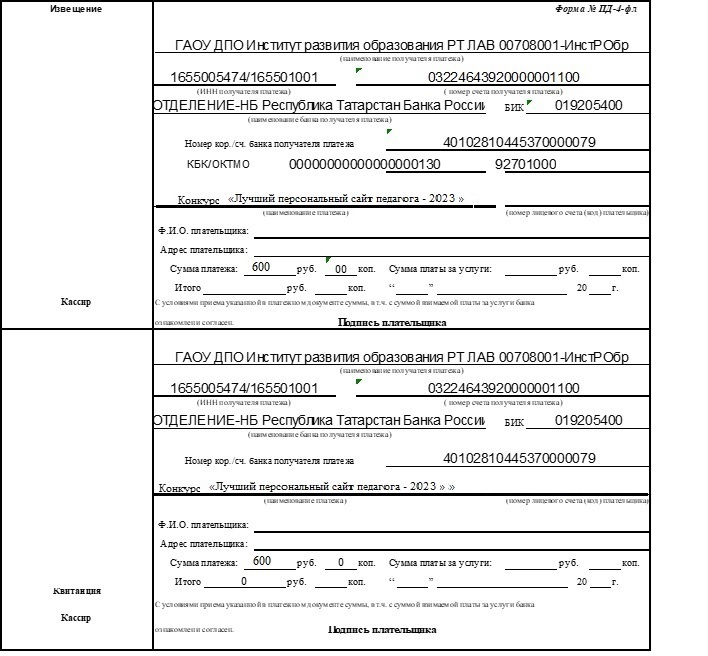 Извещение
Форма № ПД-4-фл
ГАОУ ДПО Институт развития образования РТ ЛАВ 00708001-ИнстРОбр
(наименование получателя платежа)
1655005474/165501001 03224643920000001100
(ИНН получателя платежа) ( номер счета получателя платежа)
ОТДЕЛЕНИЕ-НБ Республика Татарстан Банка России БИК 019205400
(наименование банка получателя платежа)
Номер кор./сч. банка получателя платежа 40102810445370000079
КБК/ОКТМО 00000000000000000130 92701000
Конкурс «Лучший персональный сайт педагога - 2023 »
(наименование платежа) (номер лицевого счета (код) плательщика)
Ф.И.О. плательщика:
Адрес плательщика:
Сумма платежа: 600 руб. 00 коп. Сумма платы за услуги: руб. коп.
Итого руб. коп. “ ” 20 г.
Кассир
С условиями приема указанной в платежном документе суммы, в т.ч. с суммой взимаемой платы за услуги банка
ознакомлен и согласен. Подпись плательщика
ГАОУ ДПО Институт развития образования РТ ЛАВ 00708001-ИнстРОбр
(наименование получателя платежа)
1655005474/165501001 03224643920000001100
(ИНН получателя платежа) ( номер счета получателя платежа)
ОТДЕЛЕНИЕ-НБ Республика Татарстан Банка России БИК 019205400
(наименование банка получателя платежа)
Номер кор./сч. банка получателя платежа 40102810445370000079
Конкурс «Лучший персональный сайт педагога - 2023 » »
(наименование платежа) (номер лицевого счета (код) плательщика)
Ф.И.О. плательщика:
Адрес плательщика:
Сумма платежа: 600 руб. 0 коп. Сумма платы за услуги: руб. коп.
Итого 0 руб. коп. “ ” 20 г.
Квитанция
С условиями приема указанной в платежном документе суммы, в т.ч. с суммой взимаемой платы за услуги банка
Кассир
ознакомлен и согласен. Подпись плательщика